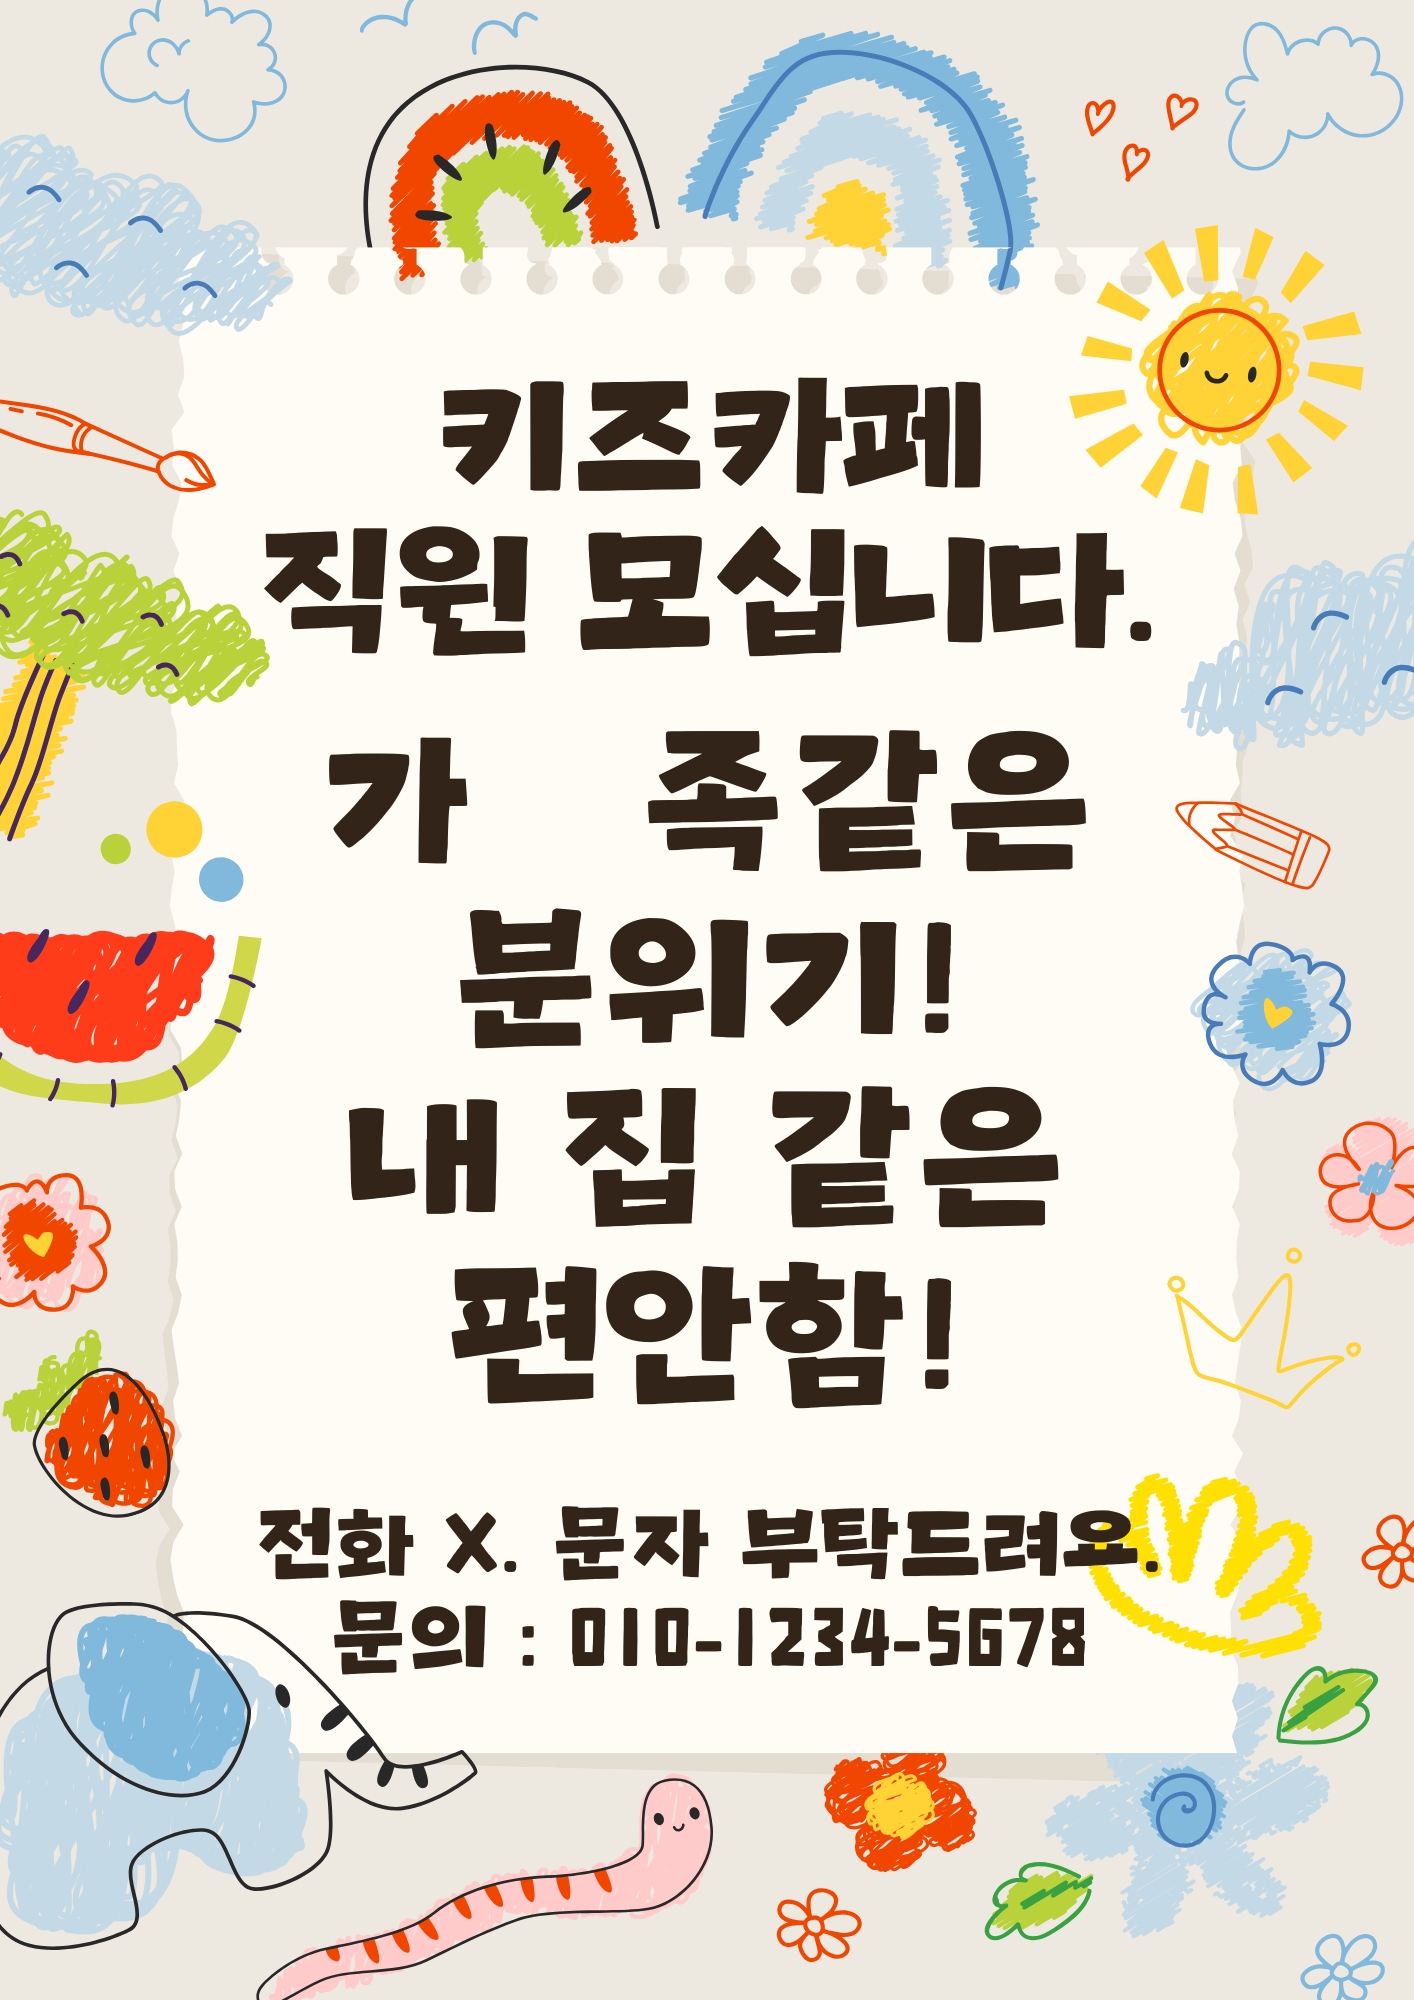 키즈카페
직원 모십니다.
가 족같은
분위기!
내 집 같은
편안함!
전화 X. 문자 부탁드려요.
문의 : 010-1234-5678